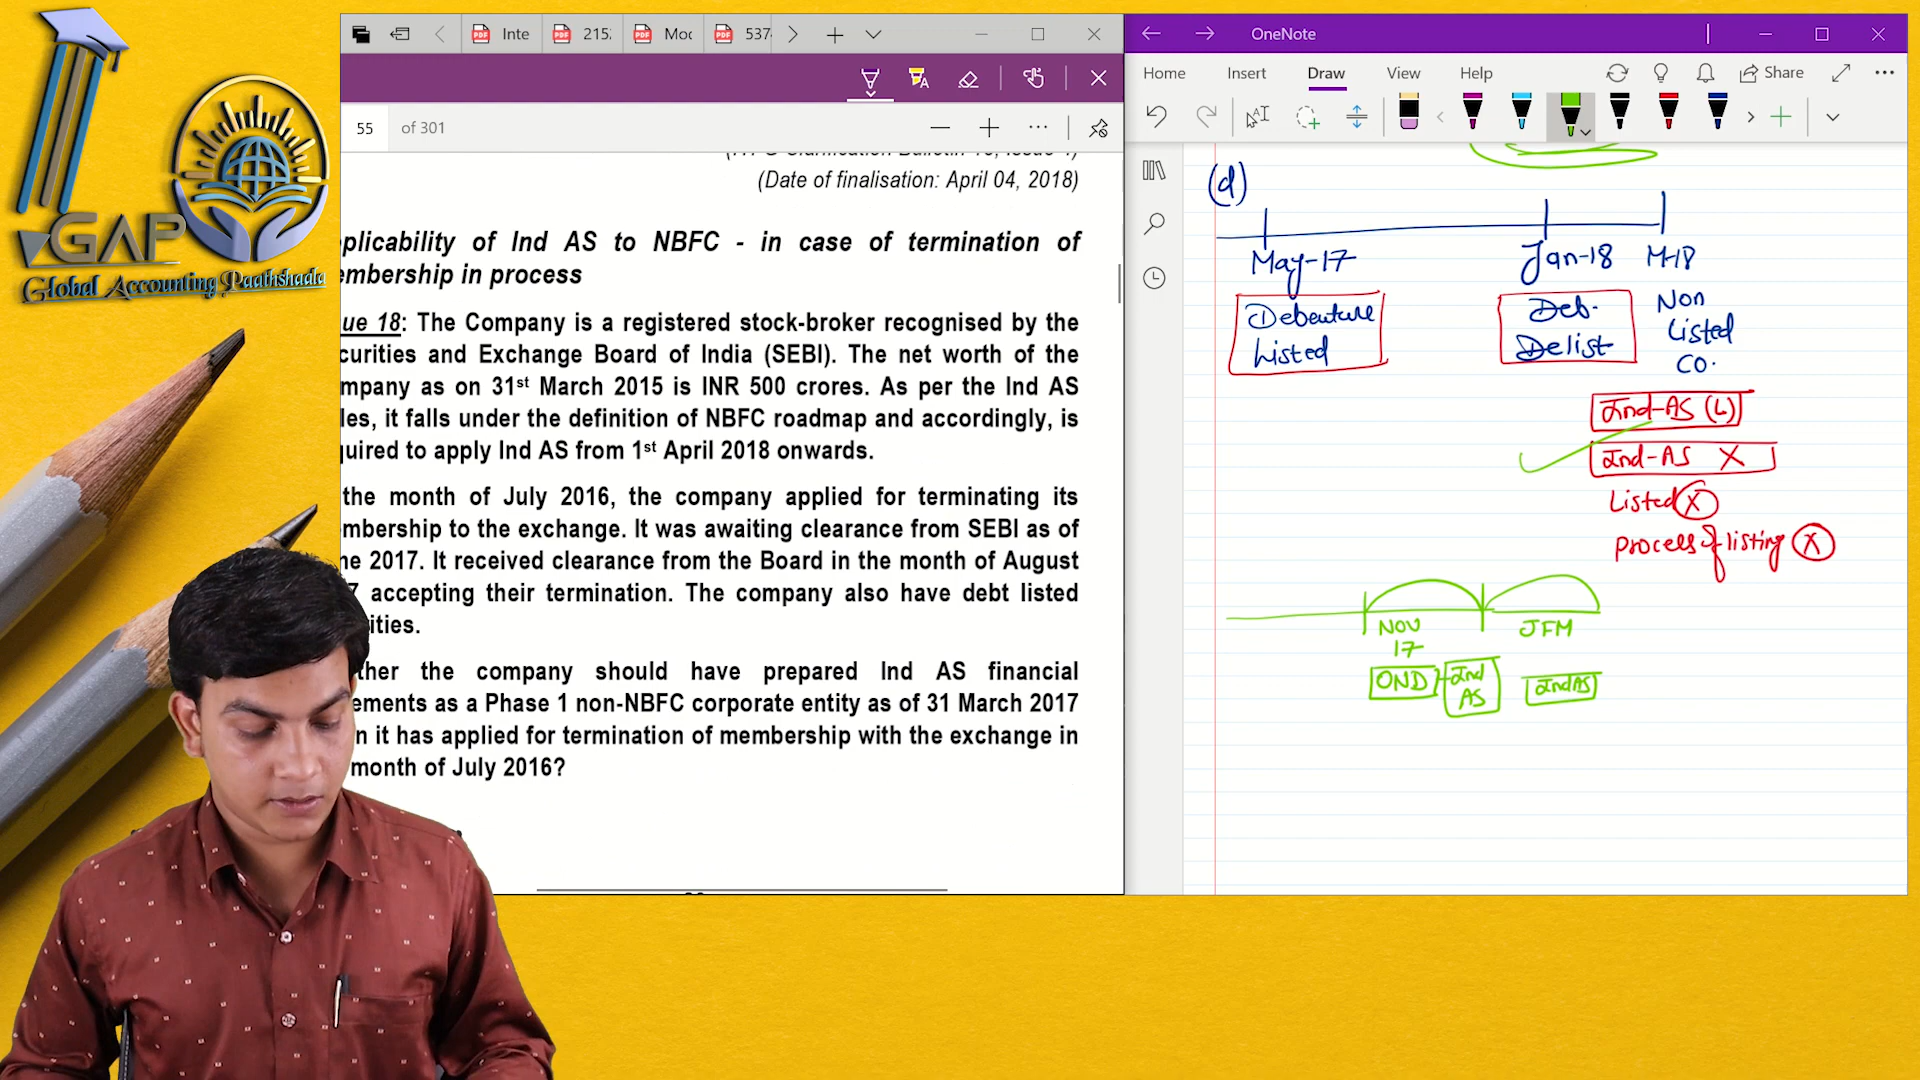 GAP
Global Accounting Paathshaala
Inte
215
Moc
537
55 of 301
(Date of finalisation: April 04, 2018)
plicability of Ind AS to NBFC - in case of termination of
embership in process
ue 18: The Company is a registered stock-broker recognised by the
curities and Exchange Board of India (SEBI). The net worth of the
mpany as on 31st March 2015 is INR 500 crores. As per the Ind AS
les, it falls under the definition of NBFC roadmap and accordingly, is
quired to apply Ind AS from 1st April 2018 onwards.
the month of July 2016, the company applied for terminating its
mbership to the exchange. It was awaiting clearance from SEBI as of
ne 2017. It received clearance from the Board in the month of August
7 accepting their termination. The company also have debt listed
ities.
ther the company should have prepared Ind AS financial
ements as a Phase 1 non-NBFC corporate entity as of 31 March 2017
n it has applied for termination of membership with the exchange in
month of July 2016?
OneNote
Home Insert Draw View Help Share
(d)
May-17 Jan-18 M-18
Debenture
Listed
Deb.
Delist
Non
Listed
CO.
Ind-AS (L)
Ind-AS X
Listed X
process of listing X
NOV
17
JFM
OND
Ind
AS
IndAS